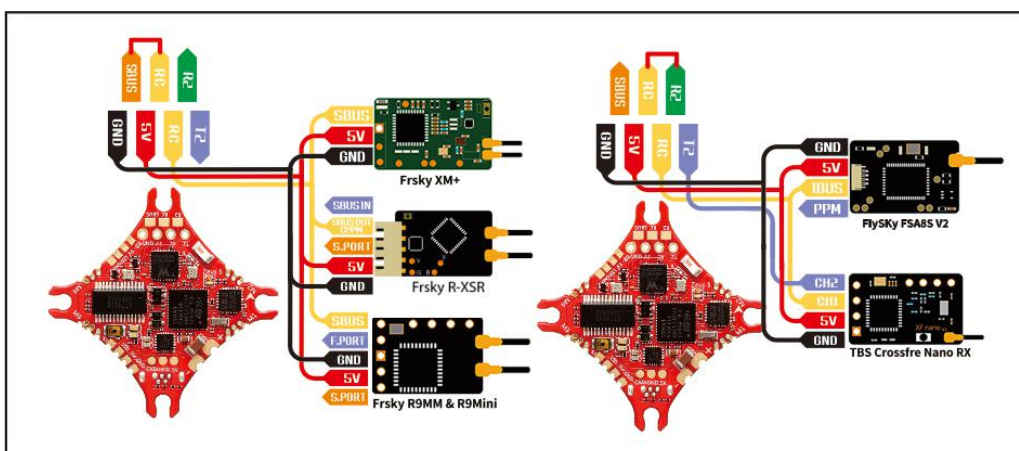 SBUS
RC
R2
GND
5V
RC
T2
SBUS
5V
GND
Frsky XM+
SBUS IN
SBUS OUT
CPPM
S.PORT
5V
GND
Frsky R-XSR
SBUS
F.PORT
GND
5V
S.PORT
Frsky R9MM & R9Mini
SBUS
RC
R2
GND
5V
RC
T2
GND
5V
IBUS
PPM
FlySKy FSA8S V2
CH2
CH1
5V
GND
XF nano
TBS Crossfre Nano RX